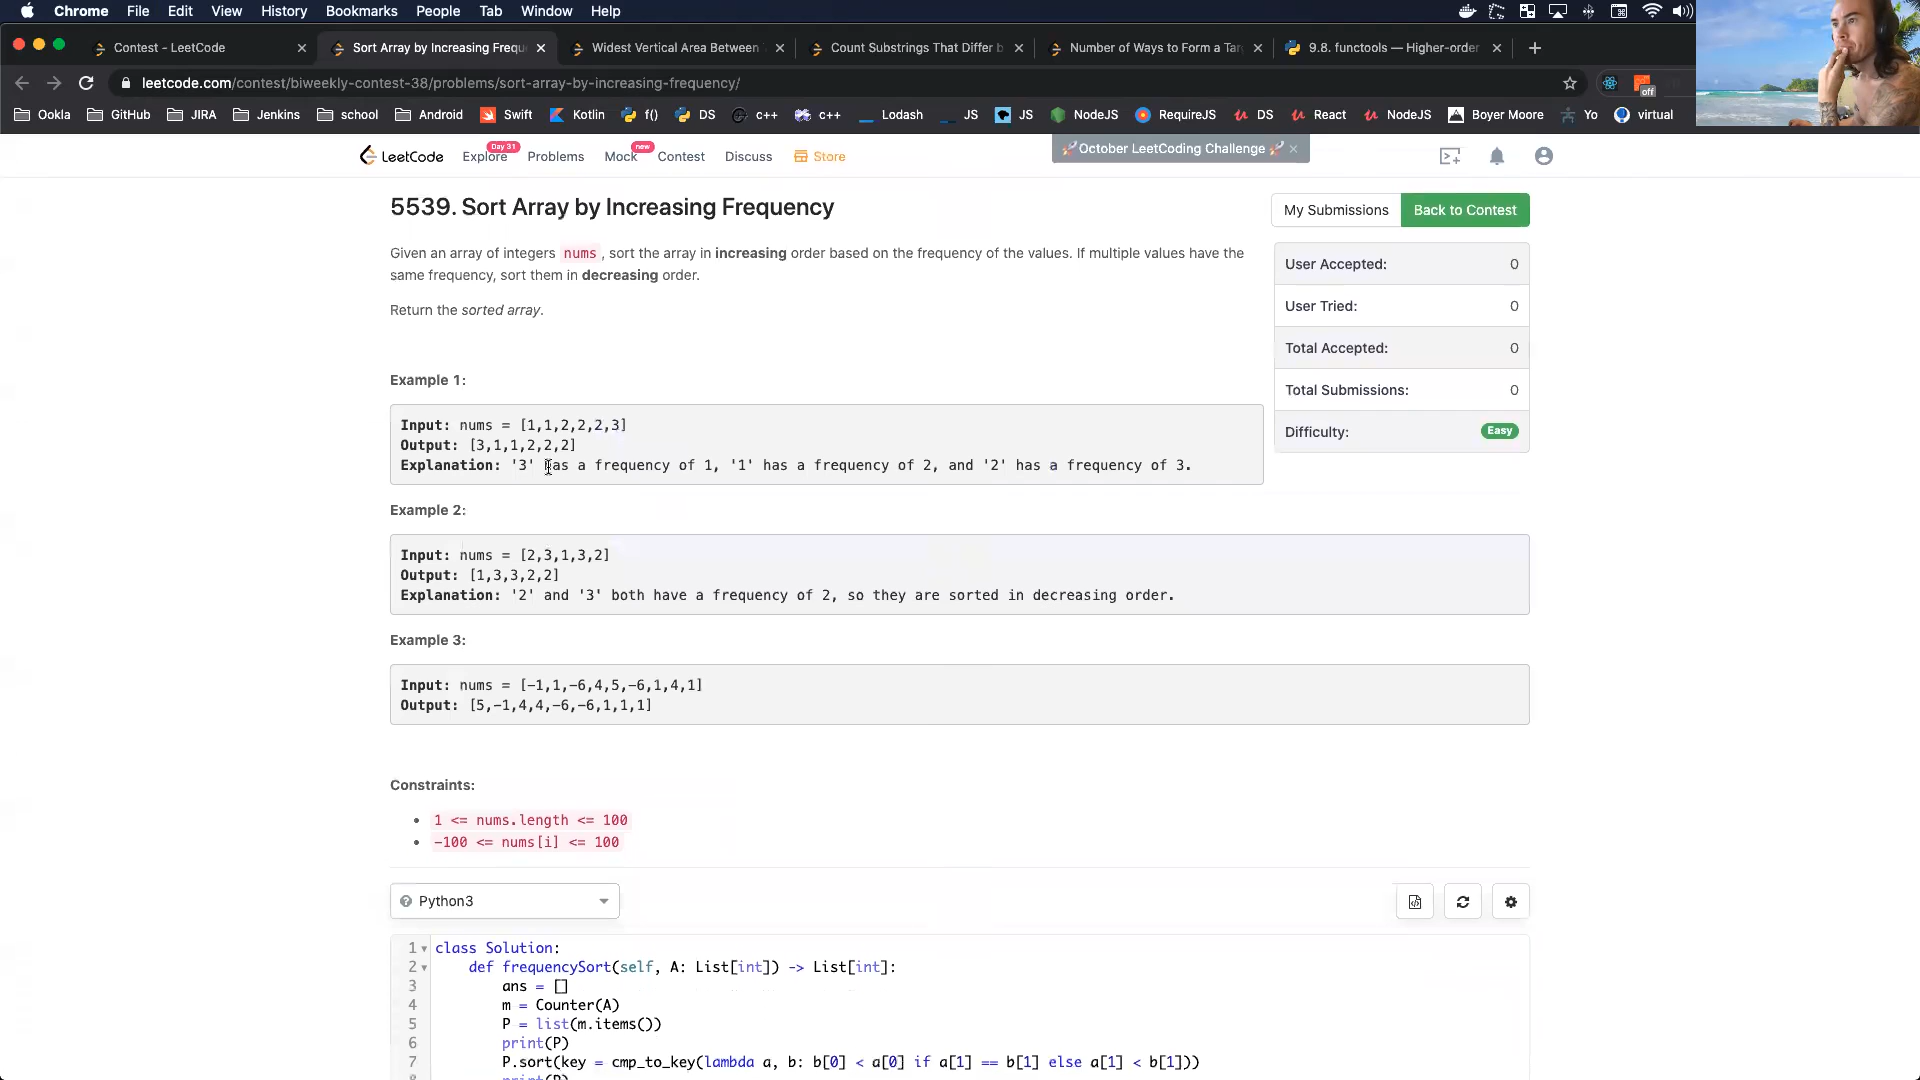 Chrome File Edit View History Bookmarks People Tab Window Help
Contest - LeetCode
Sort Array by Increasing Frequ
Widest Vertical Area Between
Count Substrings That Differ b
Number of Ways to Form a Tar
9.8. functools — Higher-order
leetcode.com/contest/biweekly-contest-38/problems/sort-array-by-increasing-frequency/
off
Ookla GitHub JIRA Jenkins school Android Swift Kotlin f() DS c++ c++ Lodash JS JS NodeJS RequireJS DS React NodeJS Boyer Moore Yo virtual
LeetCode Explore Day 31 Problems Mock new Contest Discuss Store
October LeetCoding Challenge
5539. Sort Array by Increasing Frequency
My Submissions Back to Contest
Given an array of integers nums, sort the array in increasing order based on the frequency of the values. If multiple values have the
same frequency, sort them in decreasing order.
Return the sorted array.
User Accepted: 0
User Tried: 0
Total Accepted: 0
Total Submissions: 0
Difficulty: Easy
Example 1:
Input: nums = [1,1,2,2,2,3]
Output: [3,1,1,2,2,2]
Explanation: '3' has a frequency of 1, '1' has a frequency of 2, and '2' has a frequency of 3.
Example 2:
Input: nums = [2,3,1,3,2]
Output: [1,3,3,2,2]
Explanation: '2' and '3' both have a frequency of 2, so they are sorted in decreasing order.
Example 3:
Input: nums = [-1,1,-6,4,5,-6,1,4,1]
Output: [5,-1,4,4,-6,-6,1,1,1]
Constraints:
1 <= nums.length <= 100
-100 <= nums[i] <= 100
Python3
1 class Solution:
2 def frequencySort(self, A: List[int]) -> List[int]:
3 ans = []
4 m = Counter(A)
5 P = list(m.items())
6 print(P)
7 P.sort(key = cmp_to_key(lambda a, b: b[0] < a[0] if a[1] == b[1] else a[1] < b[1]))